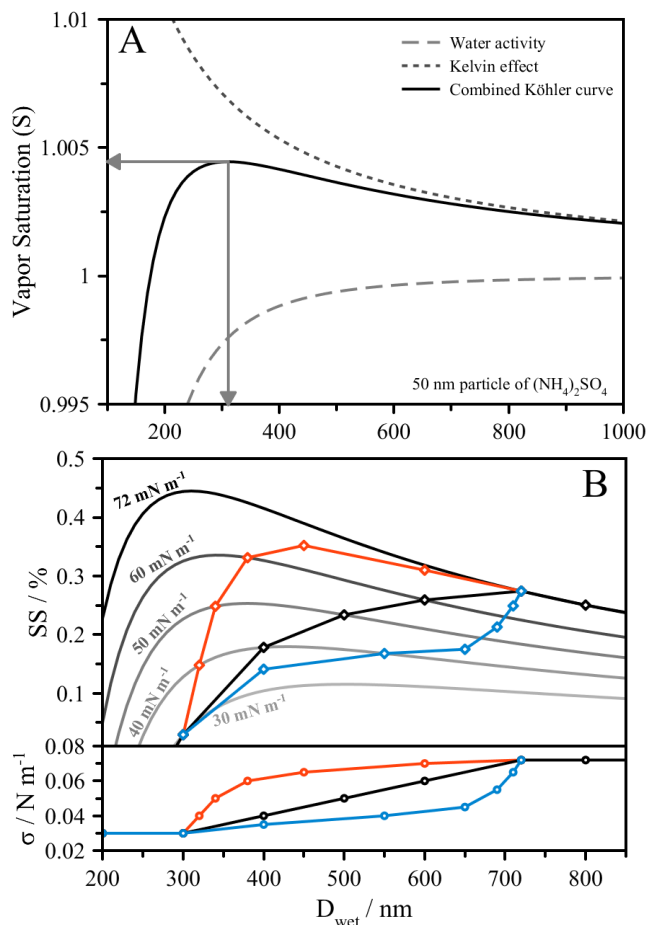 A
1.01
1.005
1
0.995
Vapor Saturation (S)
Water activity
Kelvin effect
Combined Köhler curve
50 nm particle of (NH₄)₂SO₄
200 400 600 800 1000
B
0.5
0.4
0.3
0.2
0.1
SS / %
72 mN m⁻¹
60 mN m⁻¹
50 mN m⁻¹
40 mN m⁻¹
30 mN m⁻¹
0.08
0.06
0.04
0.02
σ / N m⁻¹
200 300 400 500 600 700 800
D_wet / nm